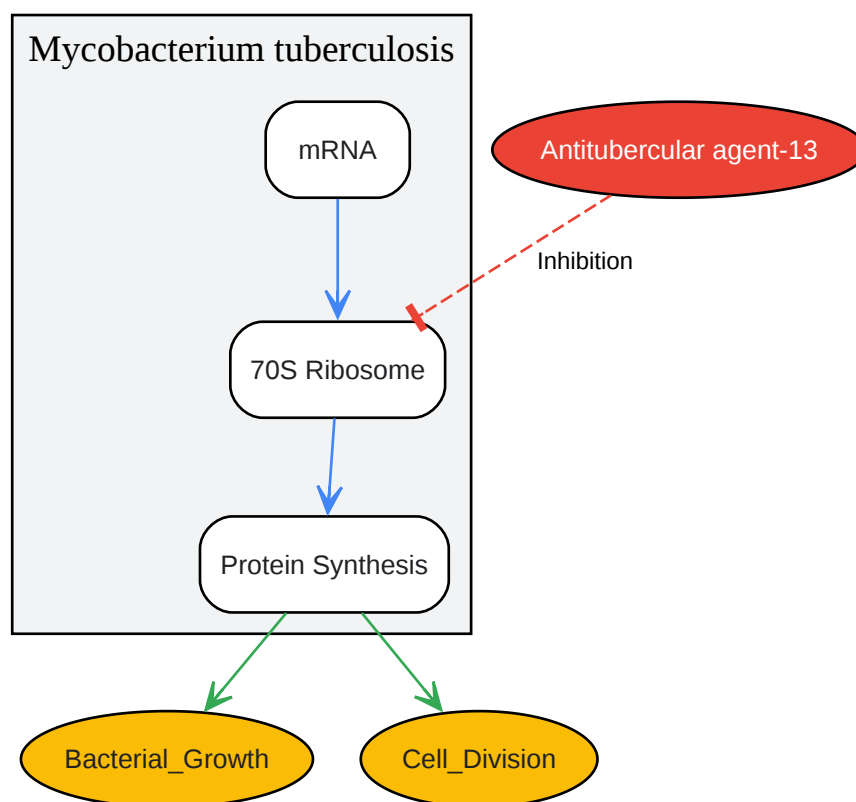 Mycobacterium tuberculosis
mRNA
Antitubercular agent-13
Inhibition
70S Ribosome
Protein Synthesis
Bacterial_Growth
Cell_Division